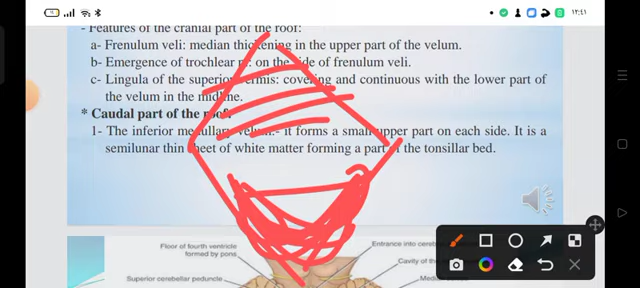 ١٢:٤١
- Features of the cranial part of the roof:
a- Frenulum veli: median thickening in the upper part of the velum.
b- Emergence of trochlear n: on the side of frenulum veli.
c- Lingula of the superior vermis: covering and continuous with the lower part of
the velum in the midline.
* Caudal part of the roof:
1- The inferior medullary velum:- it forms a small upper part on each side. It is a
semilunar thin sheet of white matter forming a part of the tonsillar bed.
Floor of fourth ventricle
formed by pons
Superior cerebellar peduncle
Entrance into
Cavity of